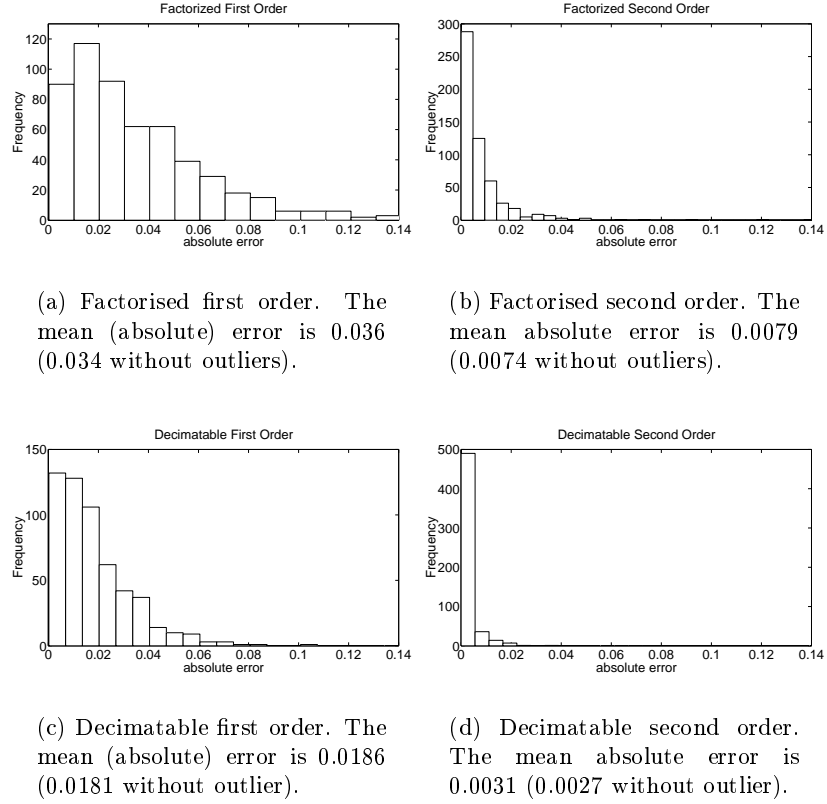 Factorized First Order
120
100
80
60
40
20
0
Frequency
0 0.02 0.04 0.06 0.08 0.1 0.12 0.14
absolute error
Factorized Second Order
300
250
200
150
100
50
0
Frequency
0 0.02 0.04 0.06 0.08 0.1 0.12 0.14
absolute error
(a) Factorised first order. The
mean (absolute) error is 0.036
(0.034 without outliers).
(b) Factorised second order. The
mean absolute error is 0.0079
(0.0074 without outliers).
Decimatable First Order
150
100
50
0
Frequency
0 0.02 0.04 0.06 0.08 0.1 0.12 0.14
absolute error
Decimatable Second Order
500
400
300
200
100
0
Frequency
0 0.02 0.04 0.06 0.08 0.1 0.12 0.14
absolute error
(c) Decimatable first order. The
mean (absolute) error is 0.0186
(0.0181 without outlier).
(d) Decimatable second order.
The mean absolute error is
0.0031 (0.0027 without outlier).